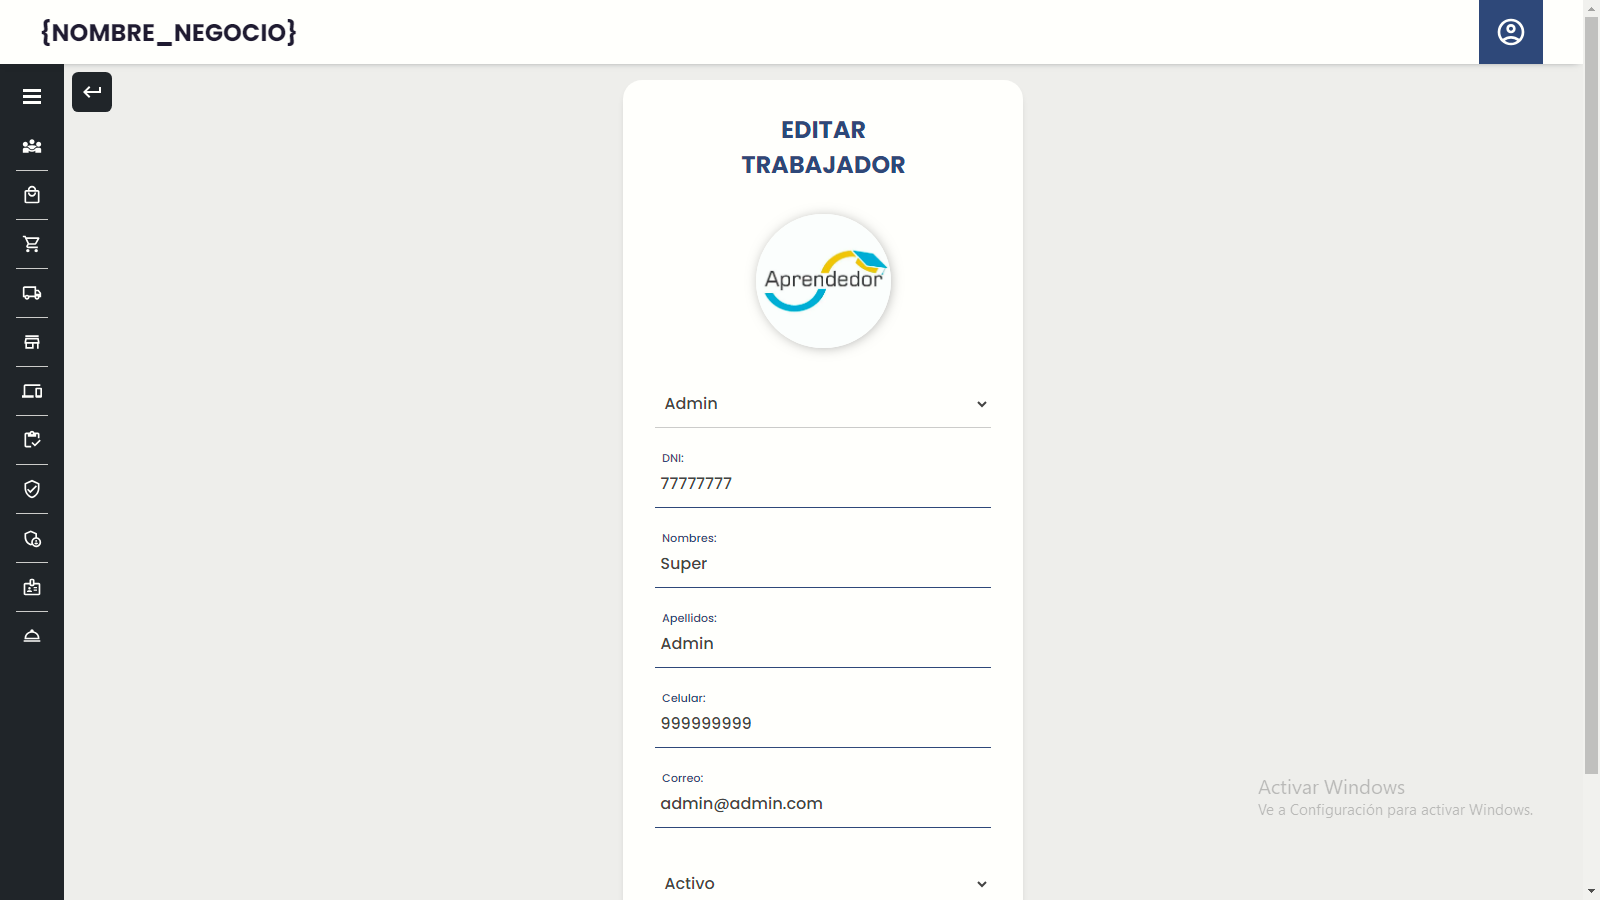 {NOMBRE_NEGOCIO}
EDITAR
TRABAJADOR
Aprendedor
Admin
DNI:
77777777
Nombres:
Super
Apellidos:
Admin
Celular:
999999999
Correo:
admin@admin.com
Activo
Activar Windows
Ve a Configuración para activar Windows.